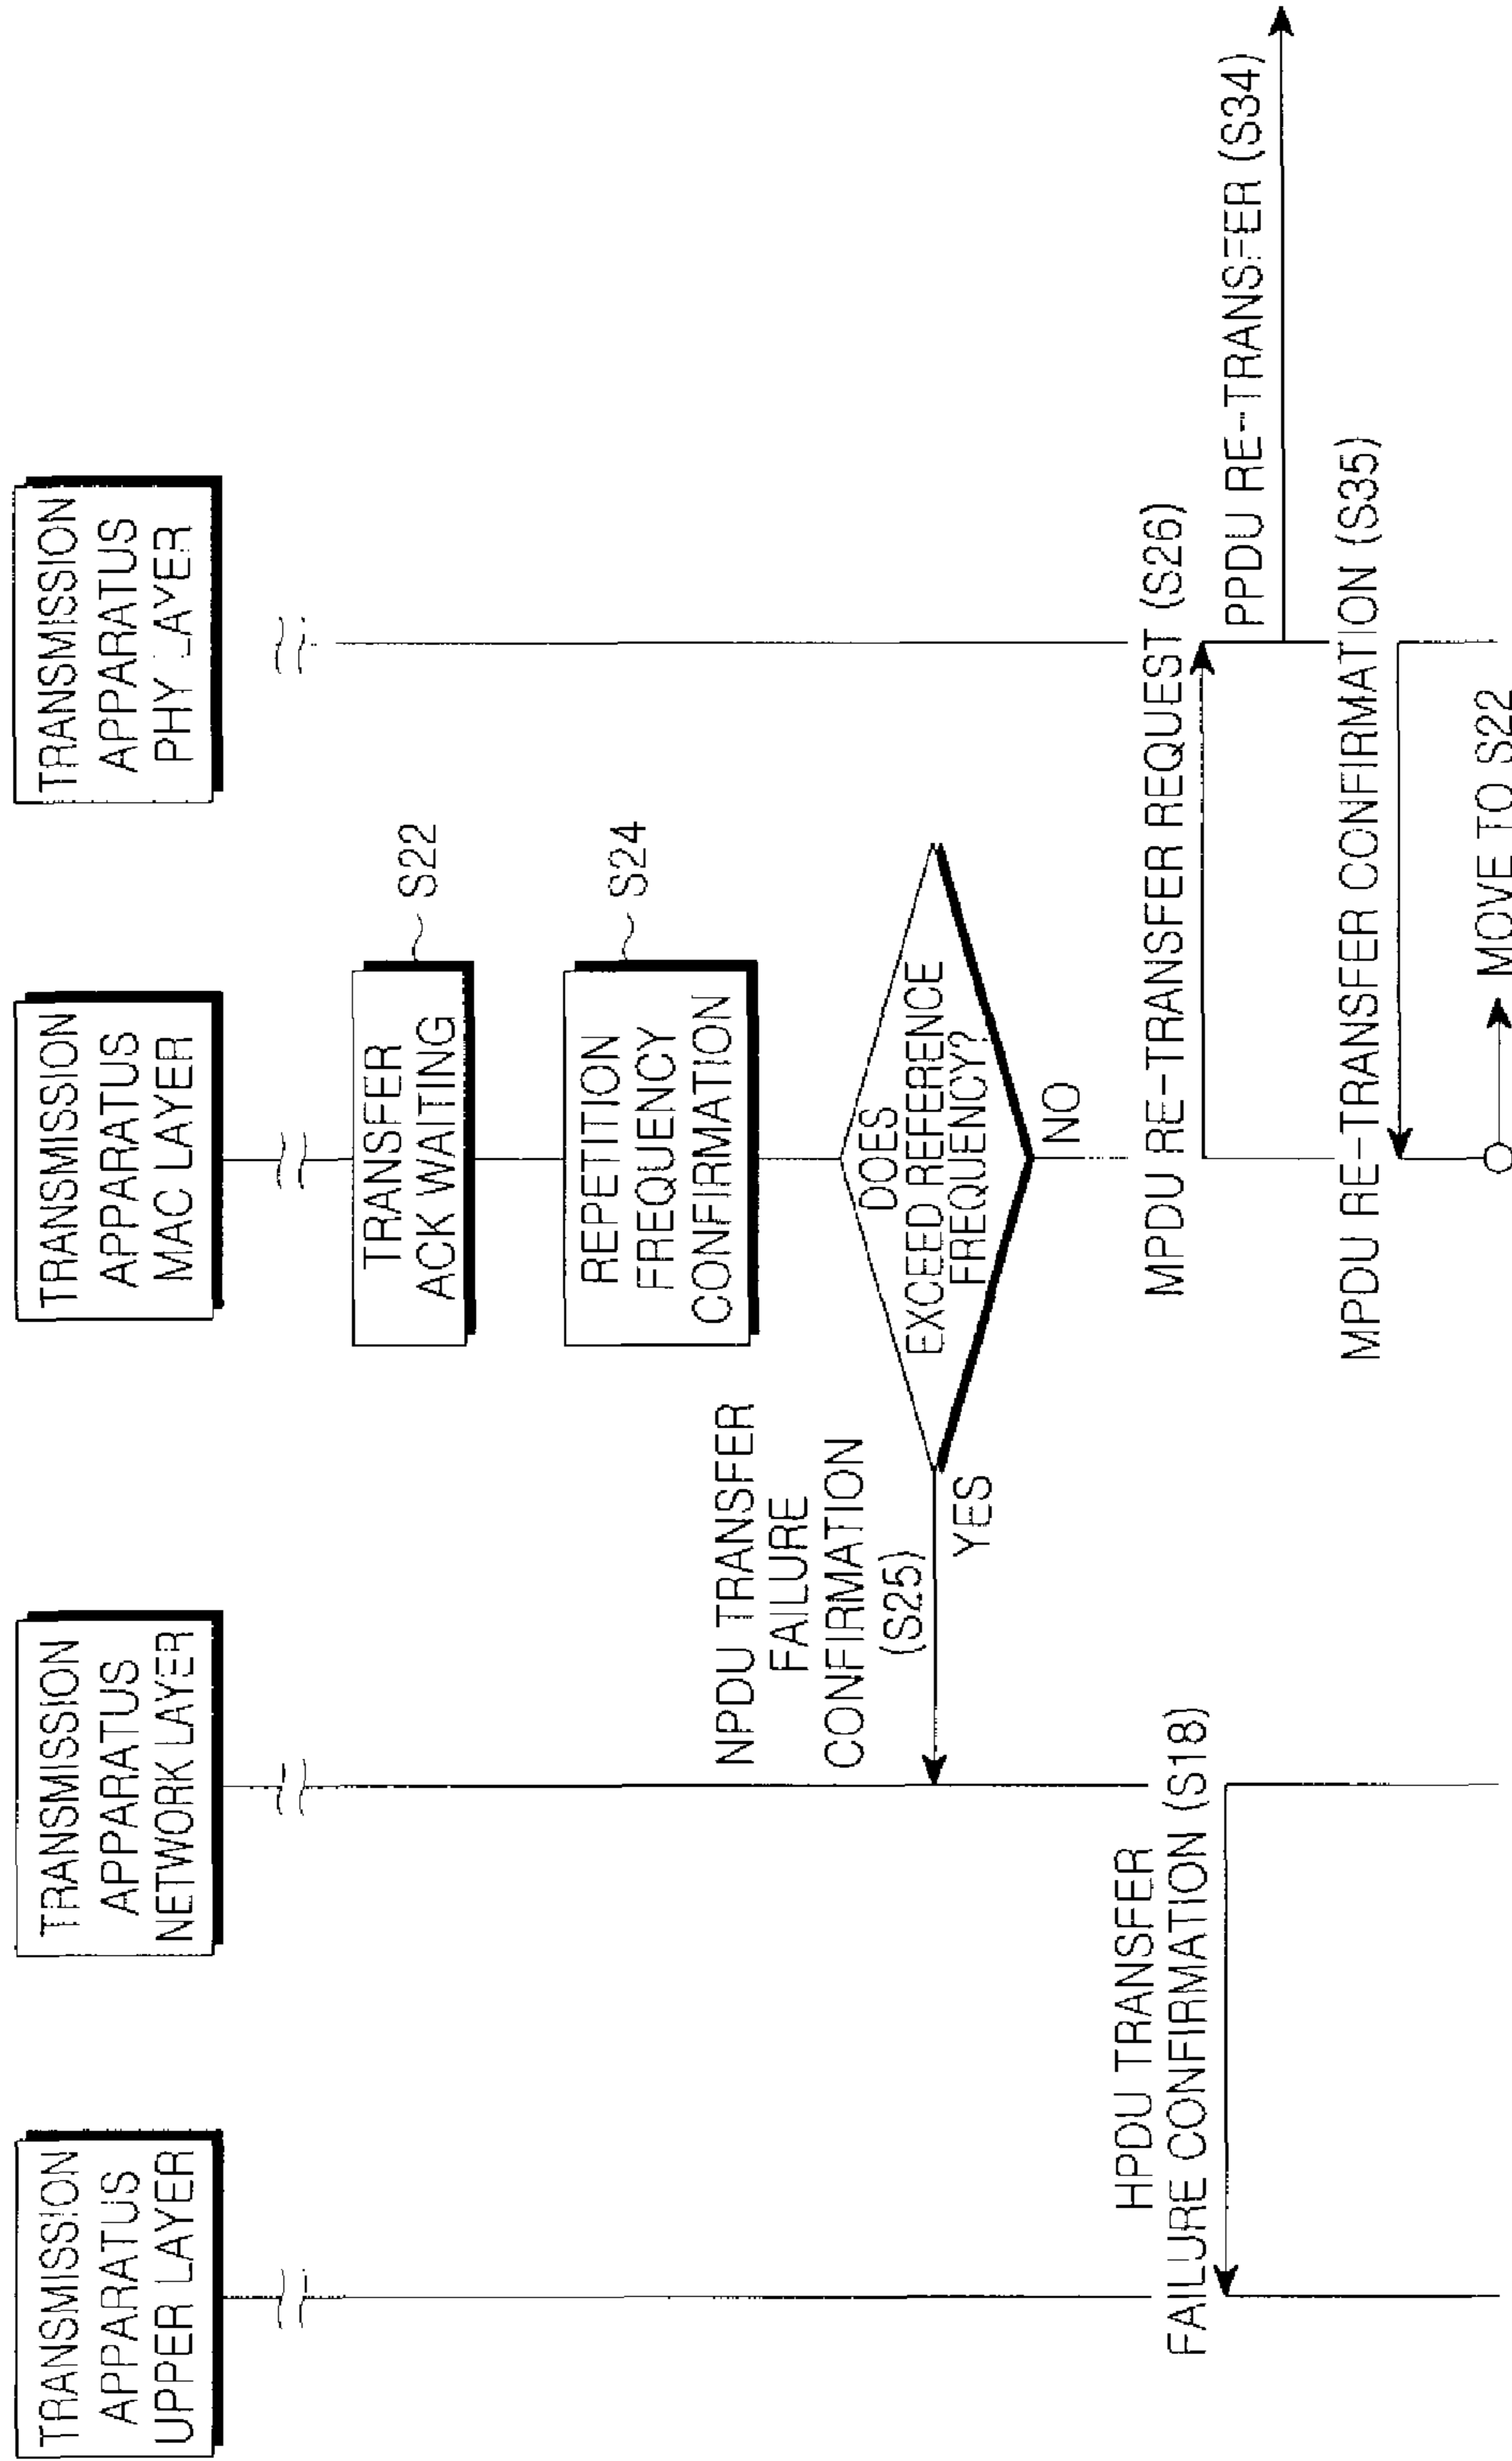 TRANSMISSION
APPARATUS
UPPER LAYER
TRANSMISSION
APPARATUS
NETWORK LAYER
TRANSMISSION
APPARATUS
MAC LAYER
TRANSMISSION
APPARATUS
PHY LAYER
TRANSFER
ACK WAITING
S22
REPETITION
FREQUENCY
CONFIRMATION
S24
NPDU TRANSFER
FAILURE
CONFIRMATION
(S25)
YES
DOES
EXCEED REFERENCE
FREQUENCY?
NO
HPDU TRANSFER
FAILURE CONFIRMATION (S18)
MPDU RE-TRANSFER REQUEST (S26)
PPDU RE-TRANSFER (S34)
MPDU RE-TRANSFER CONFIRMATION (S35)
MOVE TO S22